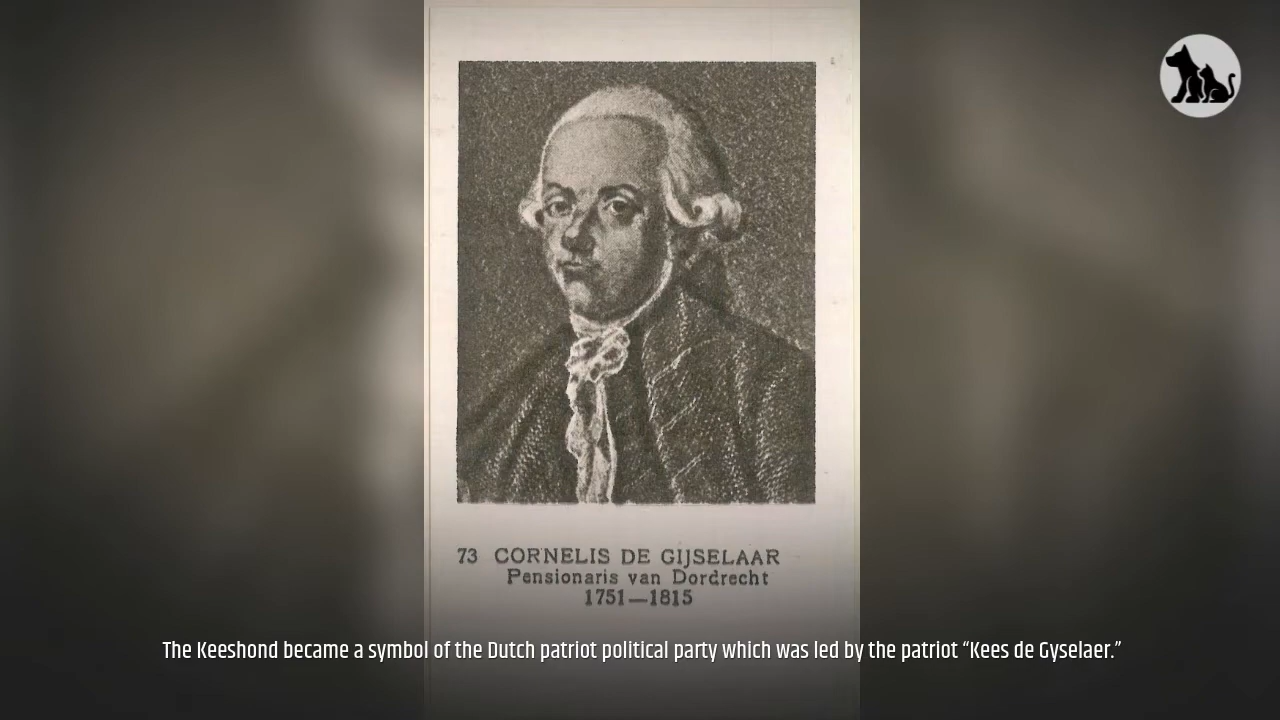 73 CORNELIS DE GIJSELAAR
Pensionaris van Dordrecht
1751—1815
The Keeshond became a symbol of the Dutch patriot political party which was led by the patriot “Kees de Gyselaer.”